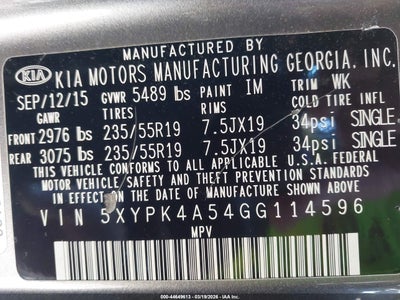 MANUFACTURED BY
KIA KIA MOTORS MANUFACTURING GEORGIA, INC.
SEP/12/15 GVWR 5489 lbs PAINT IM TRIM WK
GAWR TIRES RIMS COLD TIRE INFL
FRONT 2976 lbs 235/55R19 7.5JX19 34psi SINGLE
REAR 3075 lbs 235/55R19 7.5JX19 34psi SINGLE
THIS VEHICLE CONFORMS TO ALL APPLICABLE U.S.A. FEDERAL
MOTOR VEHICLE SAFETY AND THEFT PREVENTION STANDARDS
IN EFFECT ON THE DATE OF MANUFACTURE SHOWN ABOVE.
VIN 5XYPK4A54GG114596
MPV
000-44649613 - 03/19/2026 - IAA, LLC